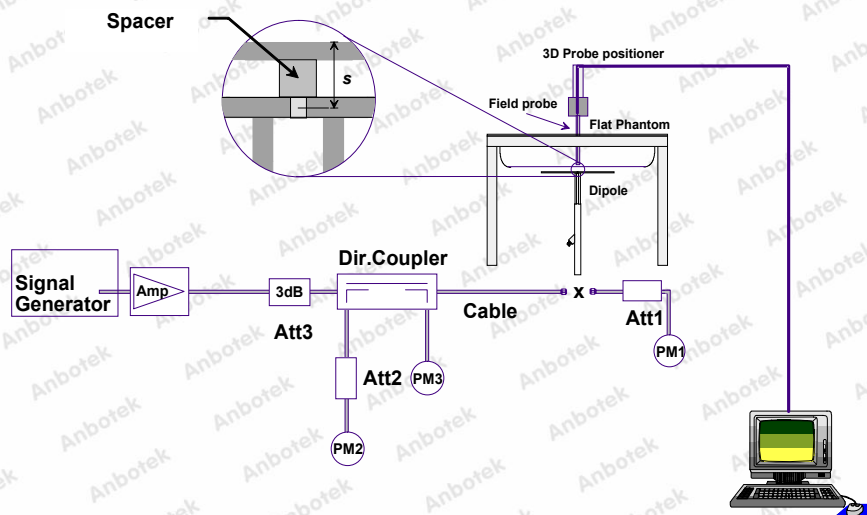 Spacer
s
3D Probe positioner
Field probe
Flat Phantom
Dipole
Dir.Coupler
Signal
Generator
Amp
3dB
Att3
Cable
x
Att1
PM1
Att2
PM3
PM2
Anbotek